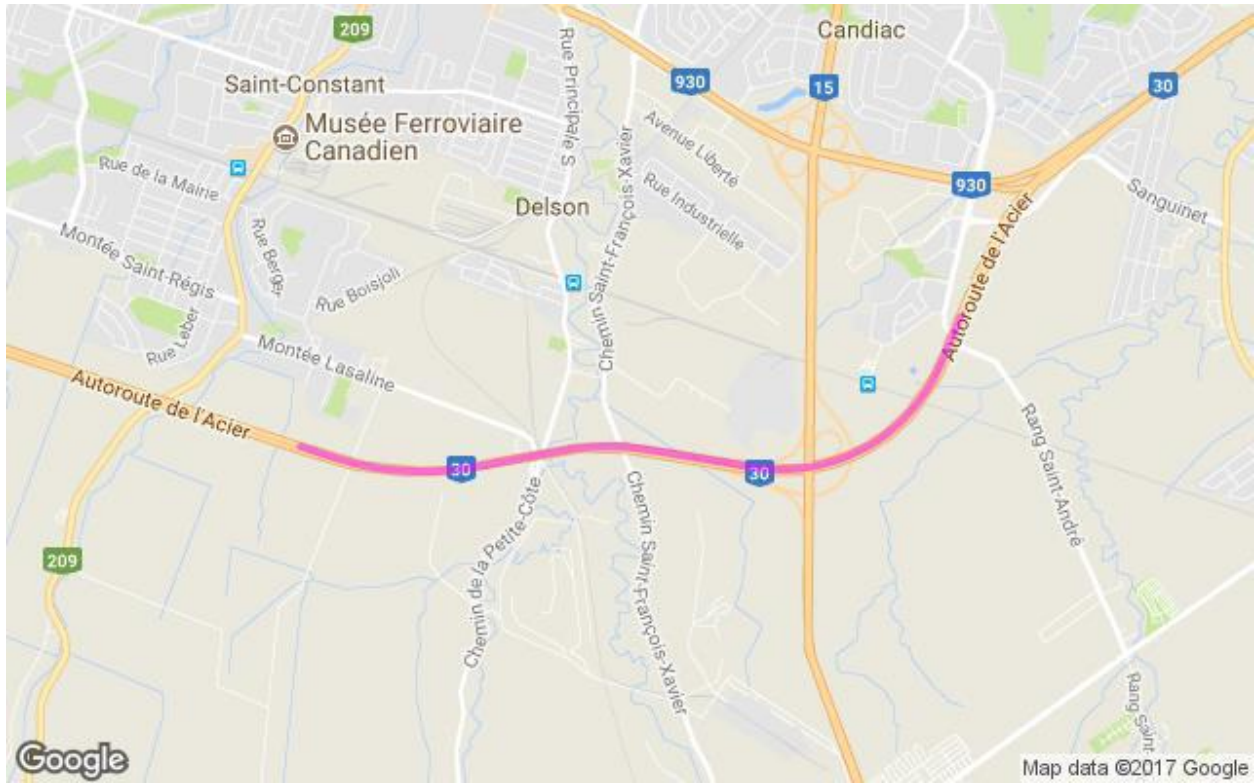 209
Candiac
Rue Principale S
930
15
30
Saint-Constant
Musée Ferroviaire
Canadien
Avenue Liberté
Chemin Saint-François-Xavier
Rue de la Mairie
Rue Industrielle
930
Sanguinet
Delson
Montée Saint-Régis
Rue Berger
Rue Boisjoli
Autoroute de l'Acier
Rue Leber
Montée Lasaline
Autoroute de l'Acier
30
30
Rang Saint-André
Chemin de la Petite-Côte
Chemin Saint-François-Xavier
209
Rang Saint-
Google
Map data ©2017 Google